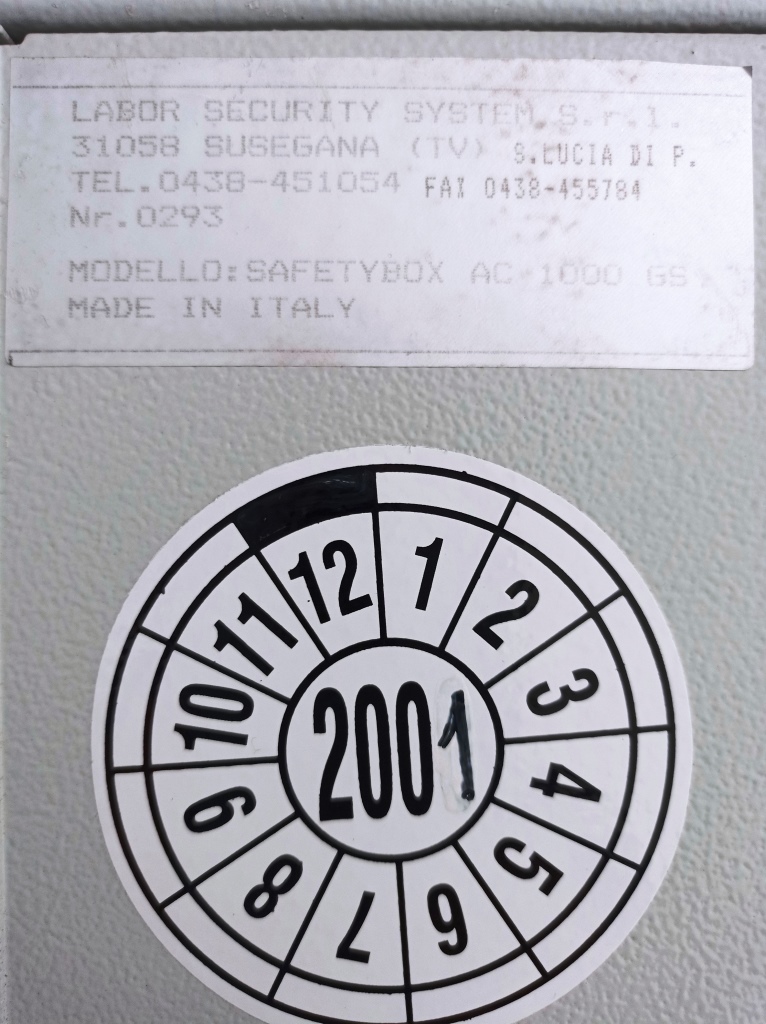 LABOR SECURITY SYSTEM S.r.l.
31058 SUSEGANA (TV) S.LUCIA DI P.
TEL.0438-451054 FAX 0438-455784
Nr.0293
MODELLO:SAFETYBOX AC 1000 GS
MADE IN ITALY
1
2
3
4
5
6
7
8
9
10
11
12
2001